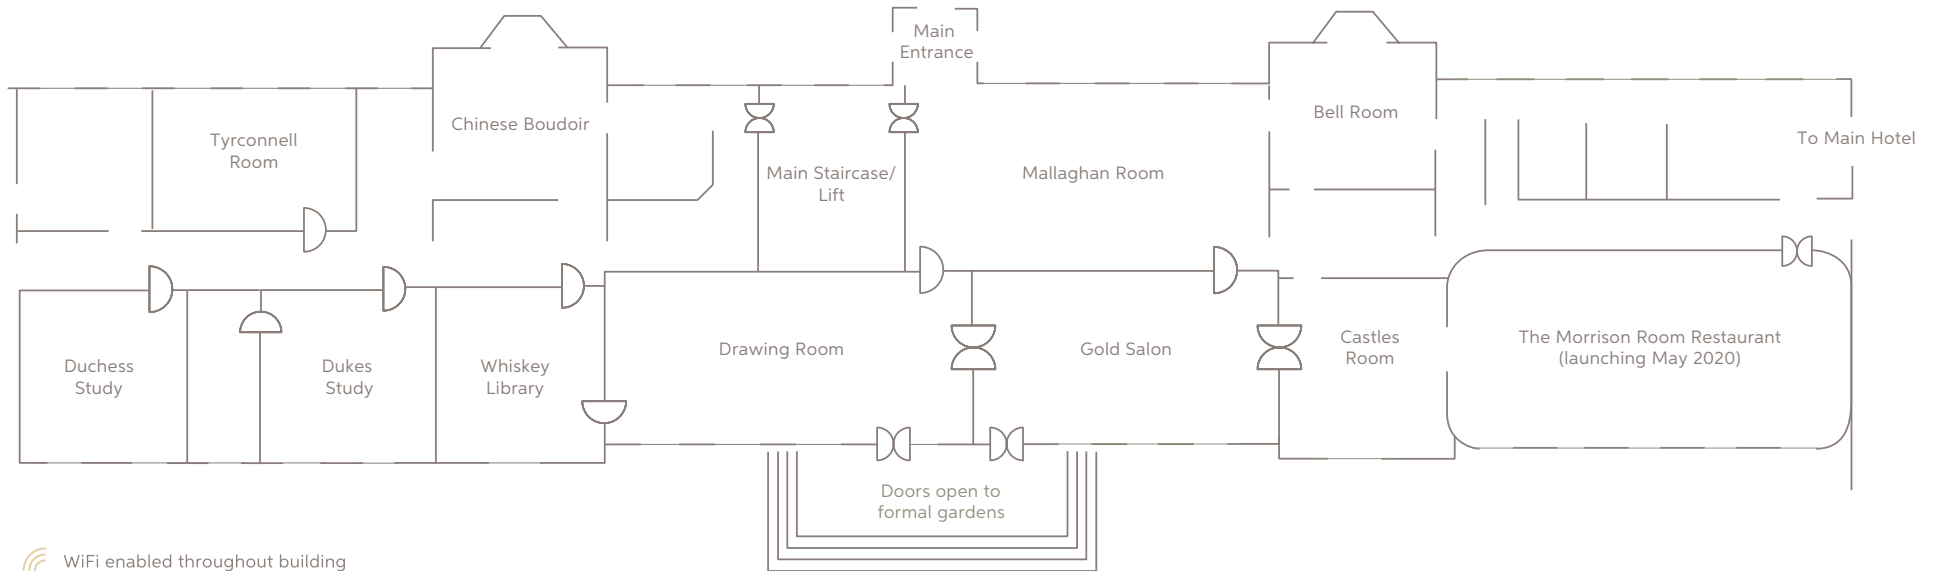 Main
Entrance
Tyrconnell
Room
Chinese Boudoir
Main Staircase/
Lift
Mallaghan Room
Bell Room
To Main Hotel
Duchess
Study
Dukes
Study
Whiskey
Library
Drawing Room
Gold Salon
Castles
Room
The Morrison Room Restaurant
(launching May 2020)
Doors open to
formal gardens
WiFi enabled throughout building